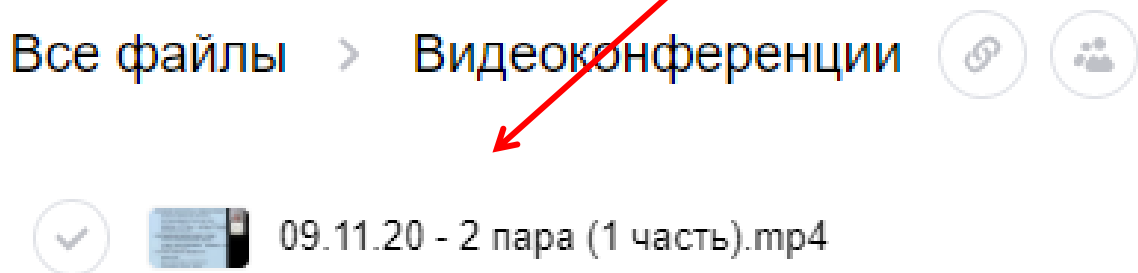 Все файлы > Видеоконференции
09.11.20 - 2 пара (1 часть).mp4